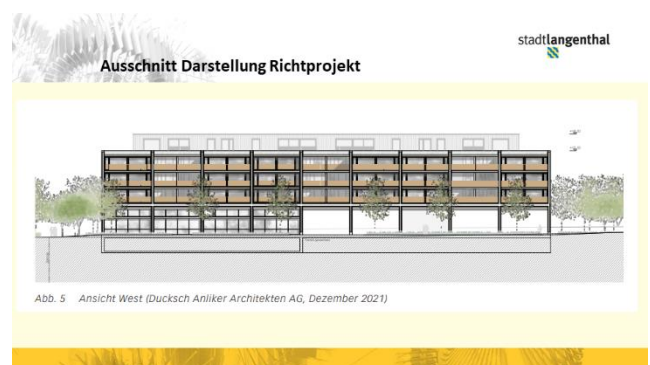 stadtlangenthal
Ausschnitt Darstellung Richtprojekt
Abb. 5 Ansicht West (Ducksch Anliker Architekten AG, Dezember 2021)